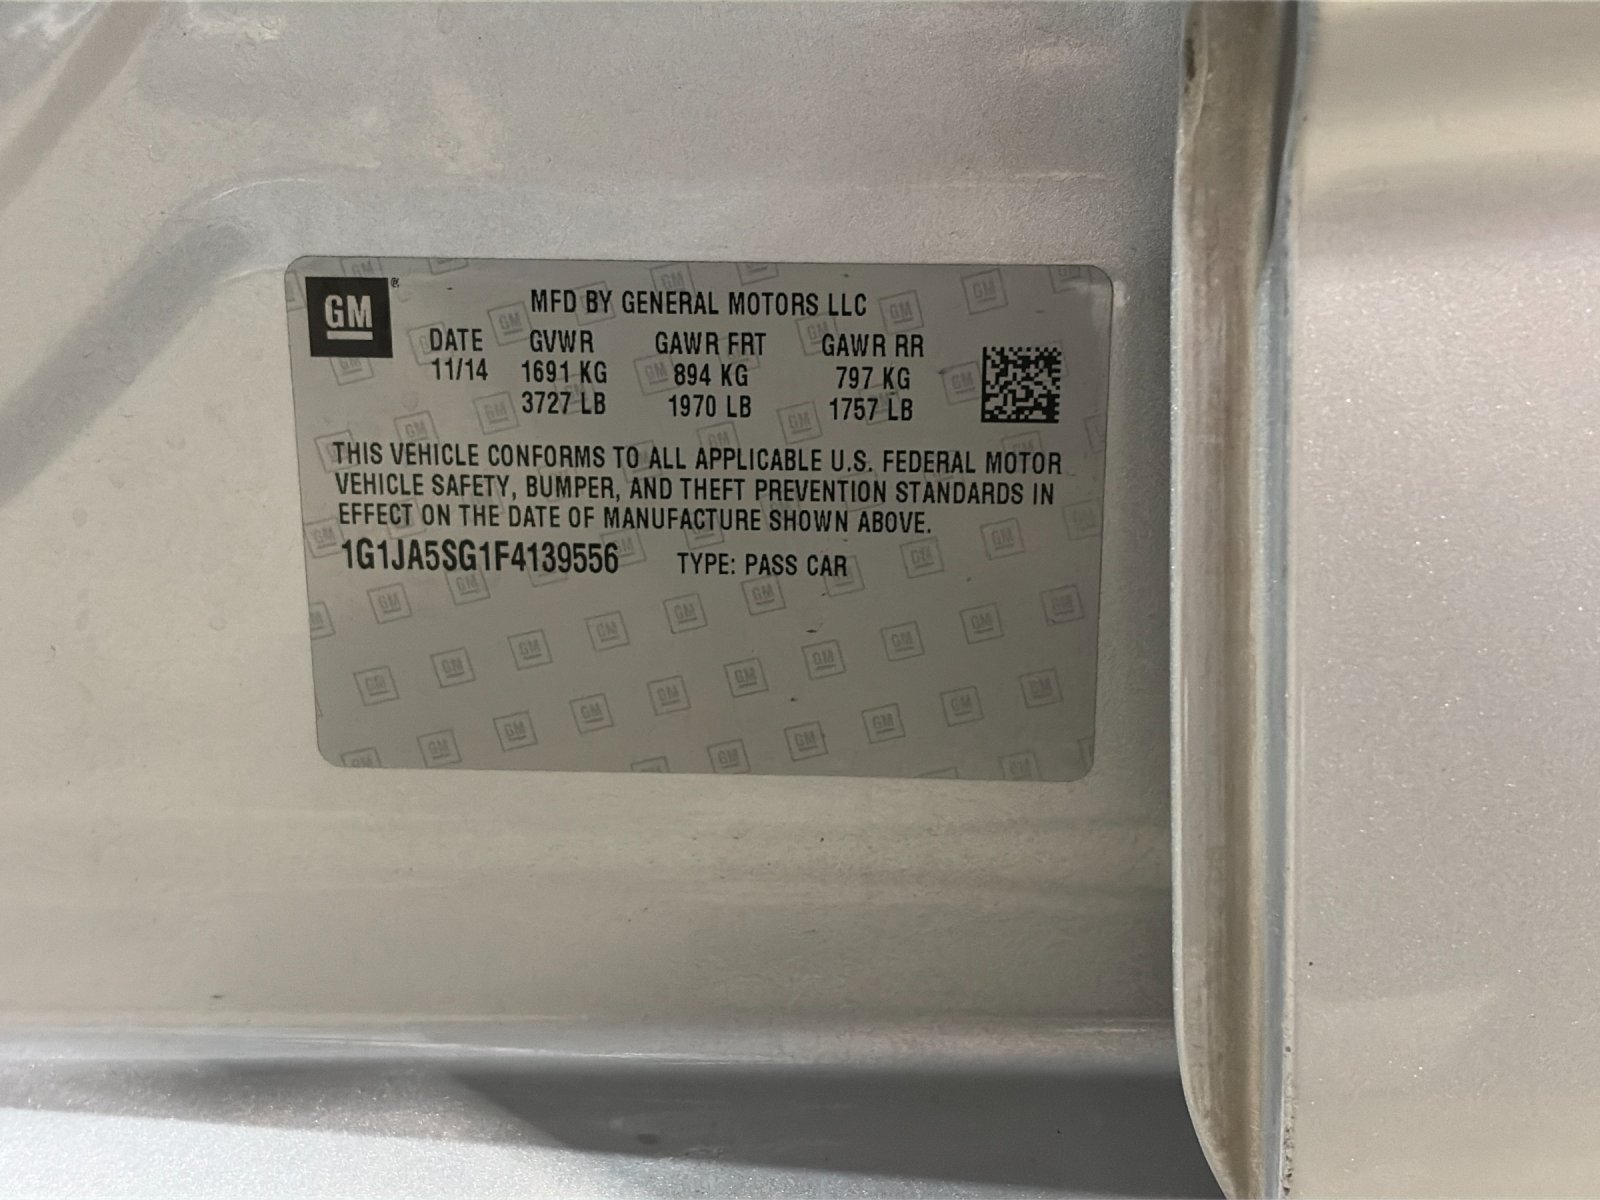 GM ®
MFD BY GENERAL MOTORS LLC
DATE GVWR GAWR FRT GAWR RR
11/14 1691 KG 894 KG 797 KG
3727 LB 1970 LB 1757 LB
THIS VEHICLE CONFORMS TO ALL APPLICABLE U.S. FEDERAL MOTOR
VEHICLE SAFETY, BUMPER, AND THEFT PREVENTION STANDARDS IN
EFFECT ON THE DATE OF MANUFACTURE SHOWN ABOVE.
1G1JA5SG1F4139556 TYPE: PASS CAR